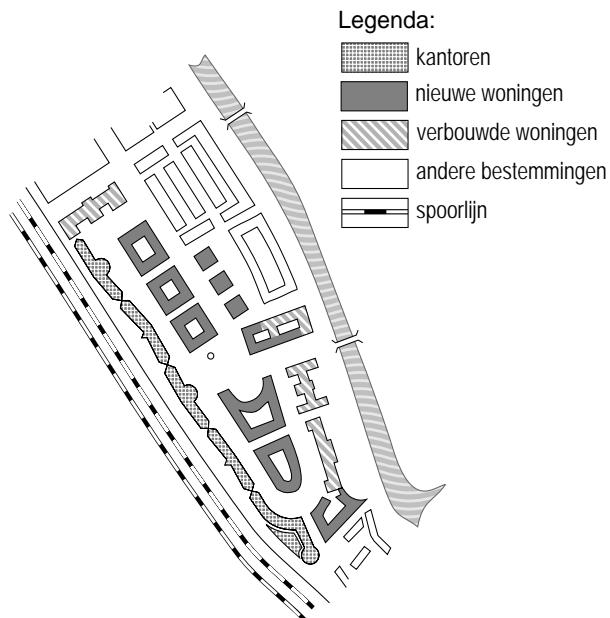 Legenda:
kantoren
nieuwe woningen
verbouwde woningen
andere bestemmingen
spoorlijn